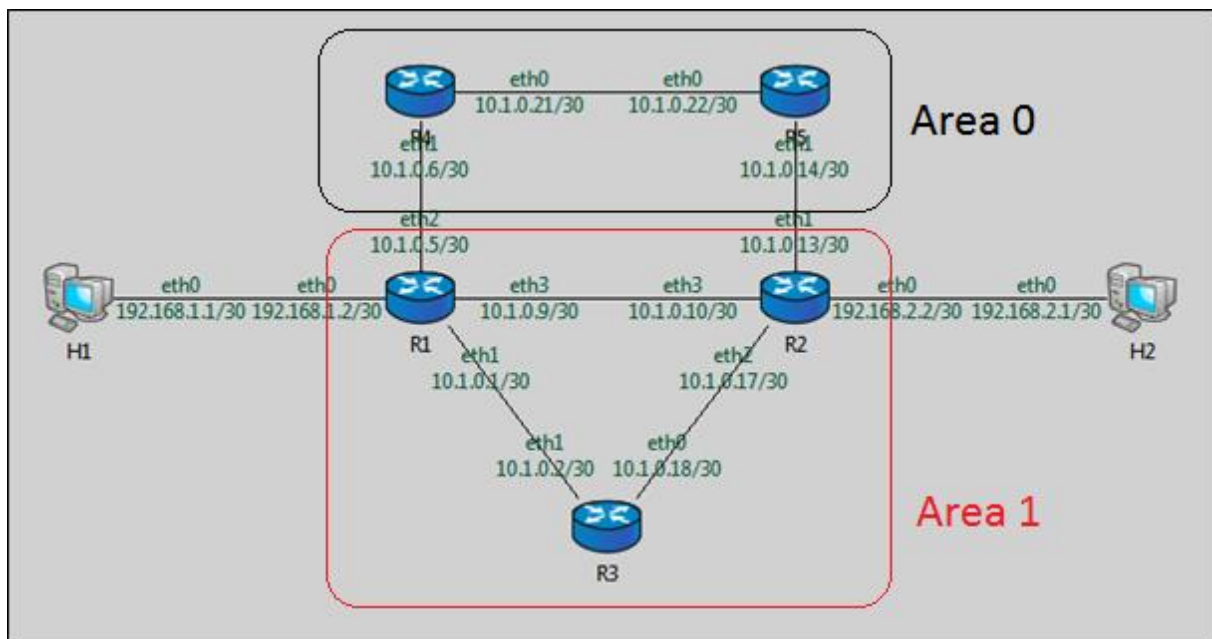 eth0
10.1.0.21/30
eth0
10.1.0.22/30
Area 0
R4
R5
eth1
10.1.0.6/30
eth1
10.1.0.14/30
eth2
10.1.0.5/30
eth1
10.1.0.13/30
eth0
192.168.1.1/30
eth0
192.168.1.2/30
eth3
10.1.0.9/30
eth3
10.1.0.10/30
eth0
192.168.2.2/30
eth0
192.168.2.1/30
H1
R1
R2
H2
eth1
10.1.0.1/30
eth2
10.1.0.17/30
eth1
10.1.0.2/30
eth0
10.1.0.18/30
Area 1
R3